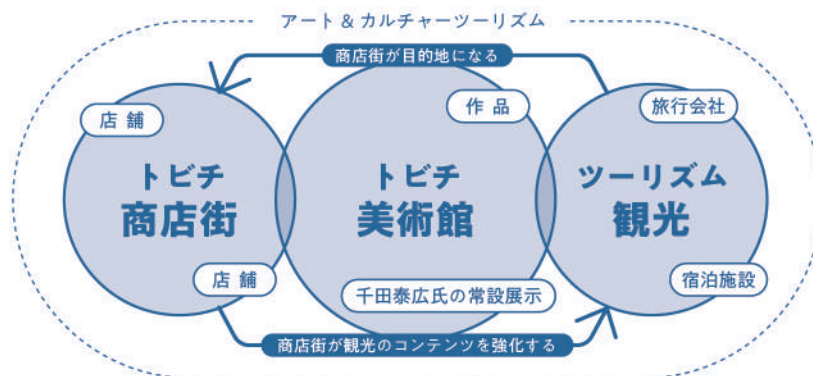 アート&カルチャーツーリズム
商店街が目的地になる
店舗
作品
旅行会社
トビチ
商店街
トビチ
美術館
ツーリズム
観光
店舗
千田泰広氏の常設展示
宿泊施設
商店街が観光のコンテンツを強化する